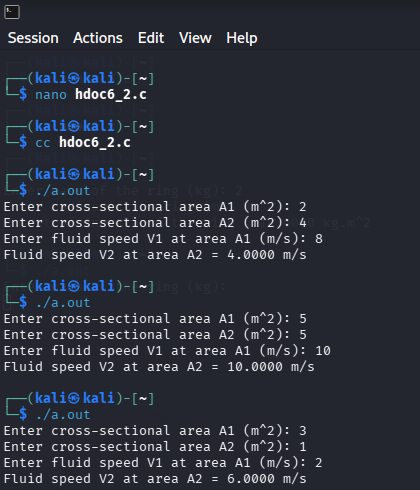 Session Actions Edit View Help
┌──(kali㉿kali)-[~]
└─$ nano hdoc6_2.c
┌──(kali㉿kali)-[~]
└─$ cc hdoc6_2.c
┌──(kali㉿kali)-[~]
└─$ ./a.out
Enter cross-sectional area A1 (m^2): 2
Enter cross-sectional area A2 (m^2): 4
Enter fluid speed V1 at area A1 (m/s): 8
Fluid speed V2 at area A2 = 4.0000 m/s
┌──(kali㉿kali)-[~]
└─$ ./a.out
Enter cross-sectional area A1 (m^2): 5
Enter cross-sectional area A2 (m^2): 5
Enter fluid speed V1 at area A1 (m/s): 10
Fluid speed V2 at area A2 = 10.0000 m/s
┌──(kali㉿kali)-[~]
└─$ ./a.out
Enter cross-sectional area A1 (m^2): 3
Enter cross-sectional area A2 (m^2): 1
Enter fluid speed V1 at area A1 (m/s): 2
Fluid speed V2 at area A2 = 6.0000 m/s